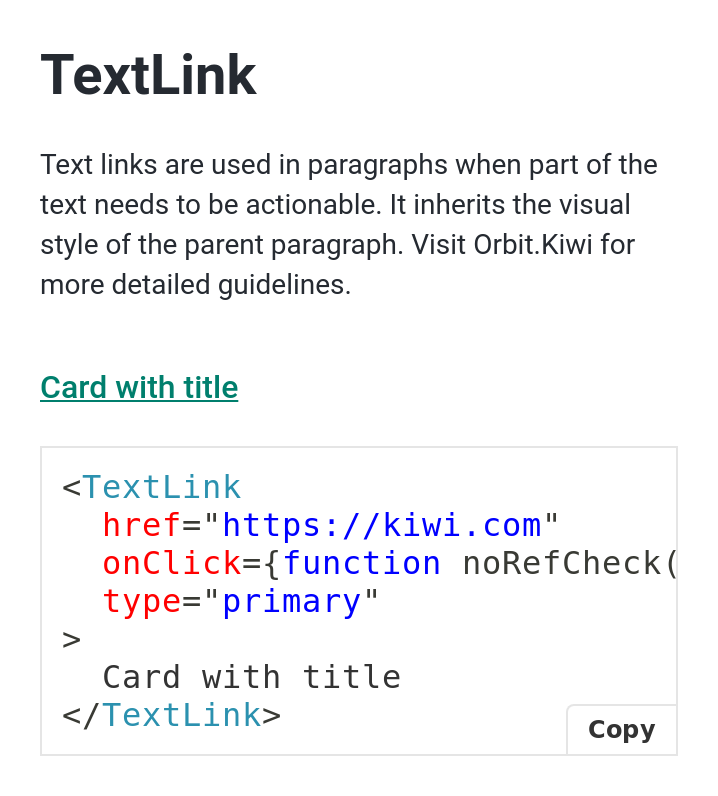 TextLink
Text links are used in paragraphs when part of the
text needs to be actionable. It inherits the visual
style of the parent paragraph. Visit Orbit.Kiwi for
more detailed guidelines.
Card with title
<TextLink
  href="https://kiwi.com"
  onClick={function noRefCheck(
  type="primary"
>
  Card with title
</TextLink>
Copy